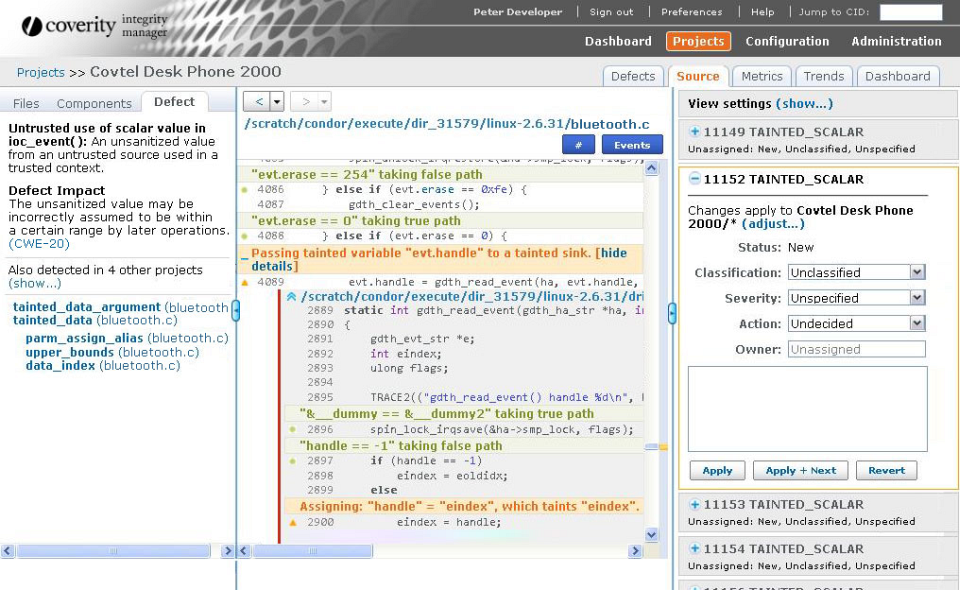 Peter Developer | Sign out | Preferences | Help | Jump to CID:
coverity integrity manager
Dashboard Projects Configuration Administration
Projects >> Covtel Desk Phone 2000
Defects Source Metrics Trends Dashboard
Files Components Defect
Untrusted use of scalar value in
ioc_event(): An unsanitized value
from an untrusted source used in a
trusted context.
Defect Impact
The unsanitized value may be
incorrectly assumed to be within
a certain range by later operations.
(CWE-20)
Also detected in 4 other projects
(show...)
tainted_data_argument (bluetooth
tainted_data (bluetooth.c)
parm_assign_alias (bluetooth.c)
upper_bounds (bluetooth.c)
data_index (bluetooth.c)
< >
/scratch/condor/execute/dir_31579/linux-2.6.31/bluetooth.c
# Events
"evt.erase == 254" taking false path
4086 } else if (evt.erase == 0xfe) {
4087 gdth_clear_events();
"evt.erase == 0" taking true path
4088 } else if (evt.erase == 0) {
Passing tainted variable "evt.handle" to a tainted sink. [hide
details]
4089 evt.handle = gdth_read_event(ha, evt.handle,
/scratch/condor/execute/dir_31579/linux-2.6.31/dri
2889 static int gdth_read_event(gdth_ha_str *ha, in
2890 {
2891 gdth_evt_str *e;
2892 int eindex;
2893 ulong flags;
2894
2895 TRACE2(("gdth_read_event() handle %d\n",
"&__dummy == &__dummy2" taking true path
2896 spin_lock_irqsave(&ha->smp_lock, flags);
"handle == -1" taking false path
2897 if (handle == -1)
2898 eindex = eoldidx;
2899 else
Assigning: "handle" = "eindex", which taints "eindex".
2900 eindex = handle;
View settings (show...)
+ 11149 TAINTED_SCALAR
Unassigned: New, Unclassified, Unspecified
11152 TAINTED_SCALAR
Changes apply to Covtel Desk Phone
2000/* (adjust...)
Status: New
Classification: Unclassified
Severity: Unspecified
Action: Undecided
Owner: Unassigned
Apply Apply + Next Revert
+ 11153 TAINTED_SCALAR
Unassigned: New, Unclassified, Unspecified
+ 11154 TAINTED_SCALAR
Unassigned: New, Unclassified, Unspecified